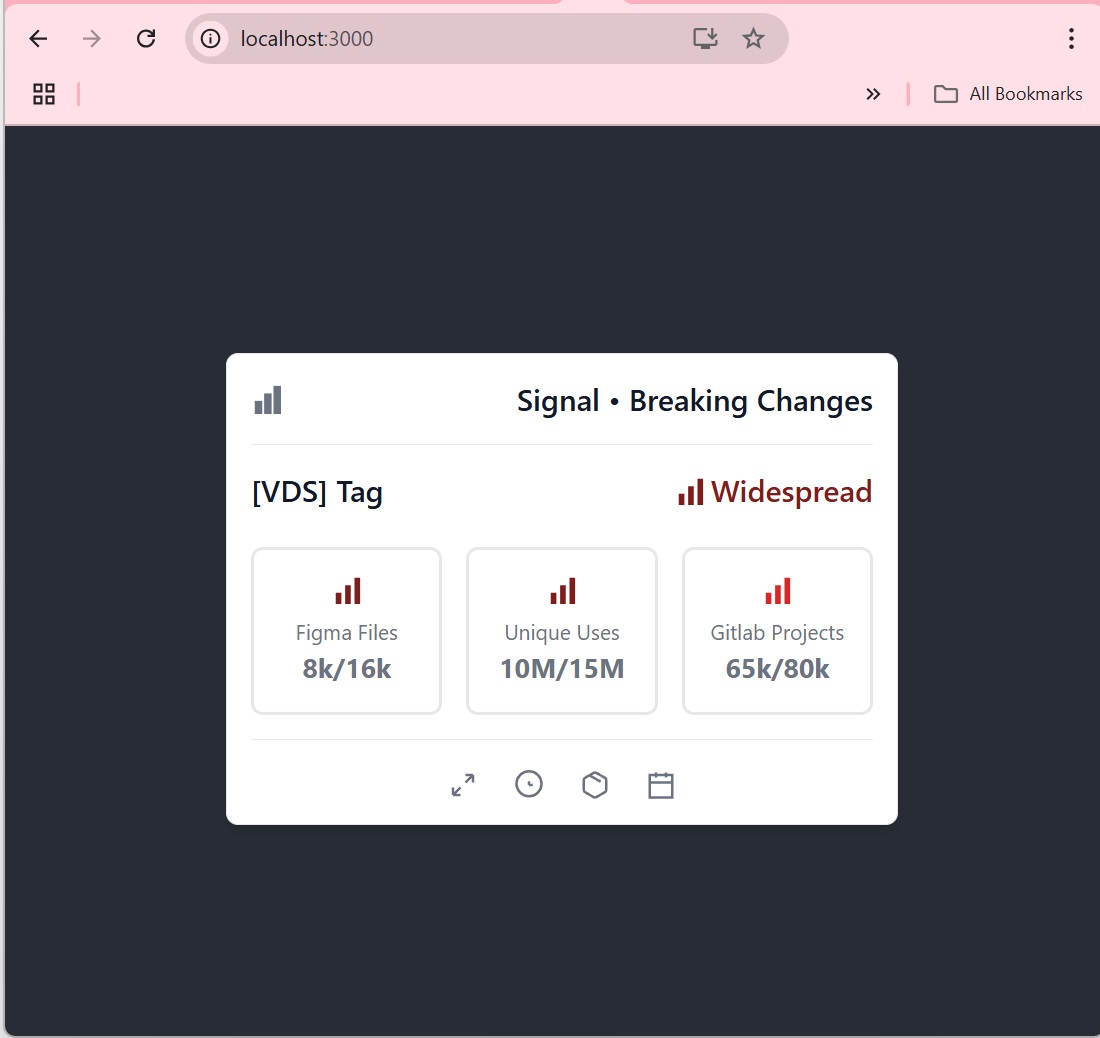 localhost:3000
All Bookmarks
Signal • Breaking Changes
[VDS] Tag
Widespread
Figma Files
8k/16k
Unique Uses
10M/15M
Gitlab Projects
65k/80k